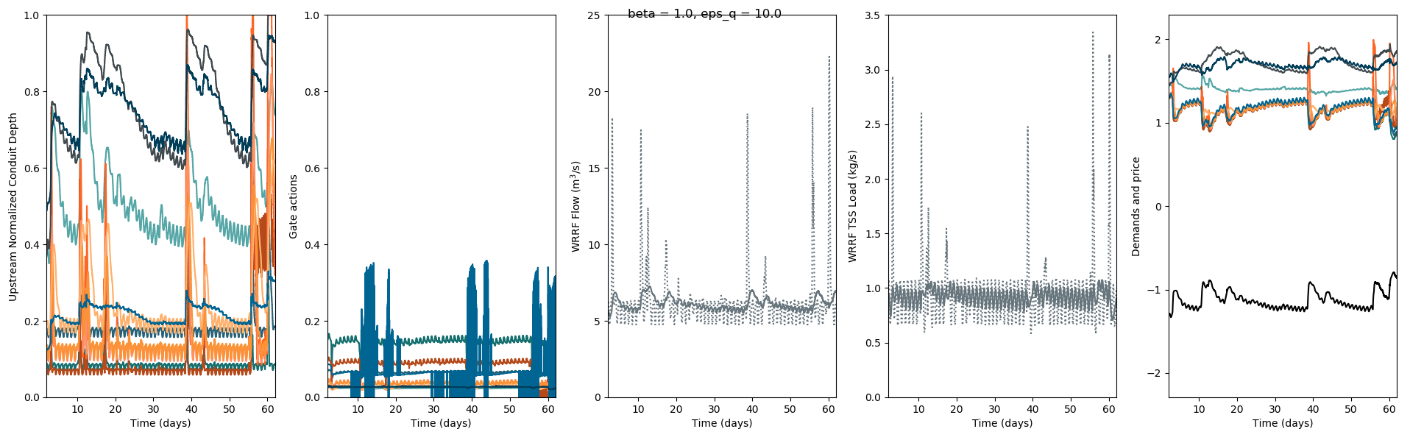 beta = 1.0, eps_q = 10.0
Upstream Normalized Conduit Depth
1.0
0.8
0.6
0.4
0.2
0.0
10 20 30 40 50 60
Time (days)
Gate actions
1.0
0.8
0.6
0.4
0.2
0.0
10 20 30 40 50 60
Time (days)
WRRF Flow (m³/s)
25
20
15
10
5
0
10 20 30 40 50 60
Time (days)
WRRF TSS Load (kg/s)
3.5
3.0
2.5
2.0
1.5
1.0
0.5
0.0
10 20 30 40 50 60
Time (days)
Demands and price
2
1
0
−1
−2
10 20 30 40 50 60
Time (days)